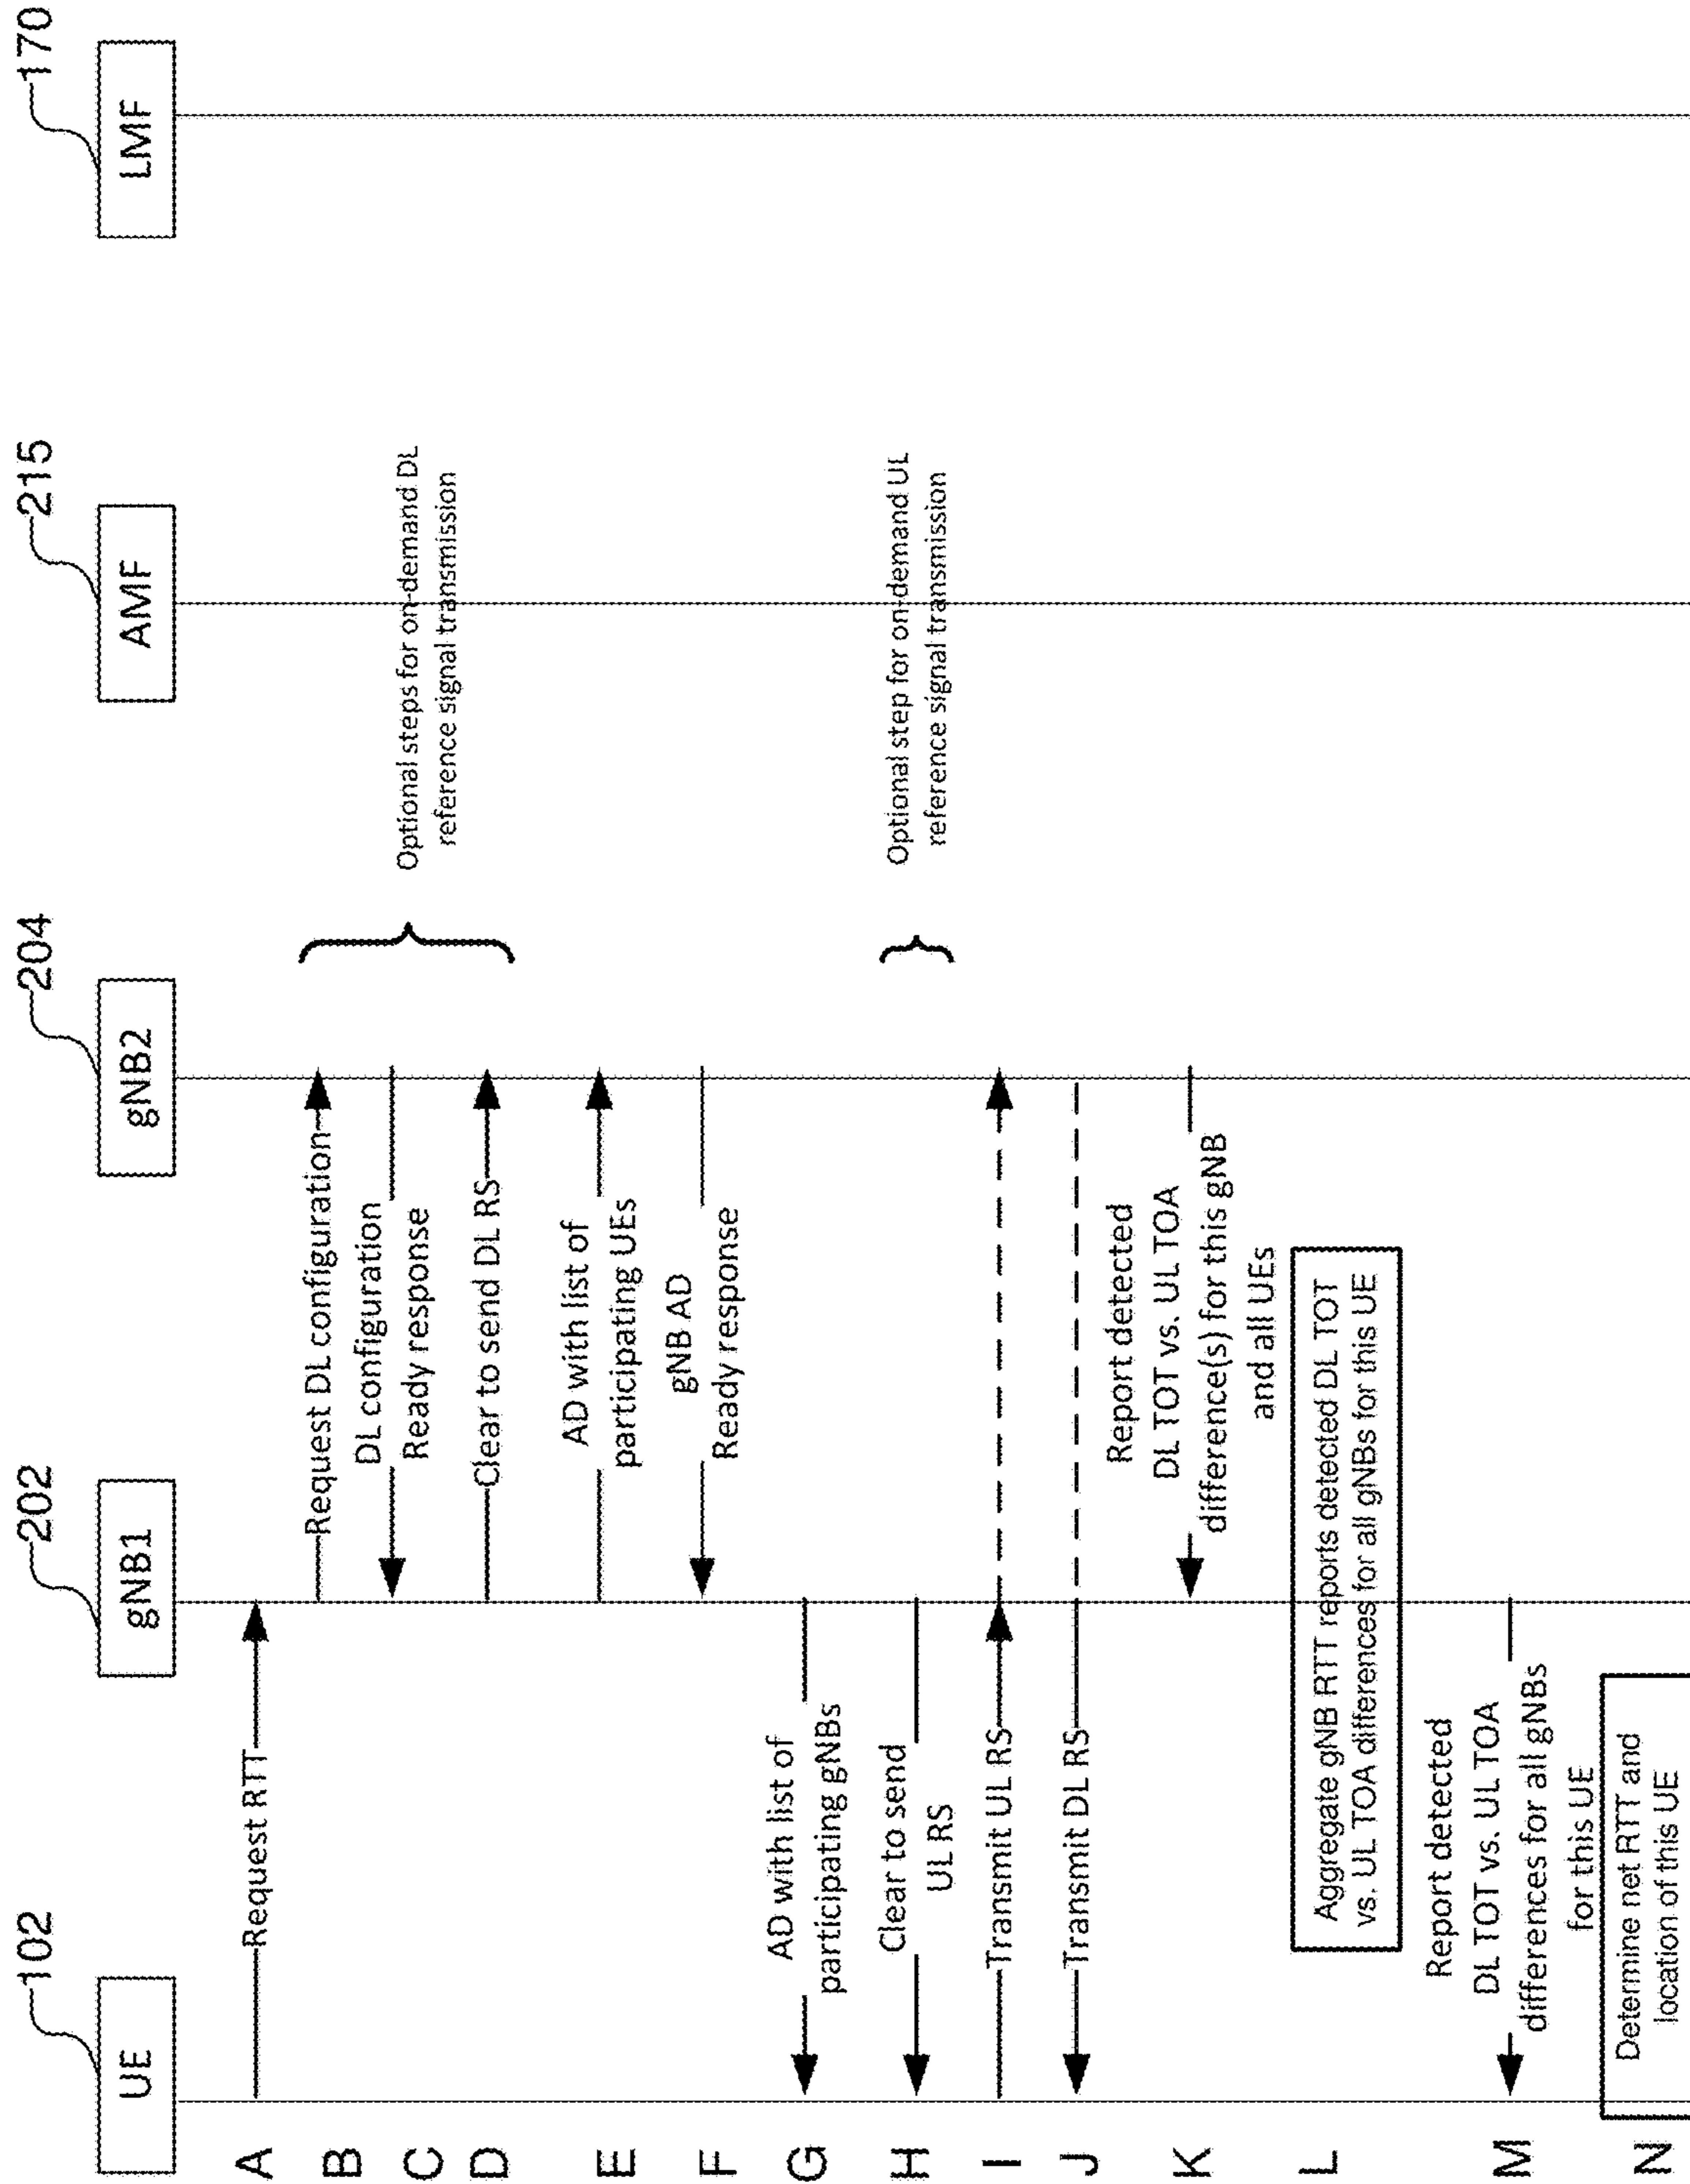 102
202
204
215
170
UE
gNB1
gNB2
AMF
LMF
A
Request RTT
B
Request DL configuration
C
DL configuration
Ready response
D
Clear to send DL RS
Optional steps for on-demand DL
reference signal transmission
E
AD with list of
participating UEs
F
gNB AD
Ready response
G
AD with list of
participating gNBs
H
Clear to send
UL RS
Optional step for on-demand UL
reference signal transmission
I
Transmit UL RS
J
Transmit DL RS
K
Report detected
DL TOT vs. UL TOA
difference(s) for this gNB
and all UEs
L
Aggregate gNB RTT reports detected DL TOT
vs. UL TOA differences for all gNBs for this UE
M
Report detected
DL TOT vs. UL TOA
differences for all gNBs
for this UE
N
Determine net RTT and
location of this UE